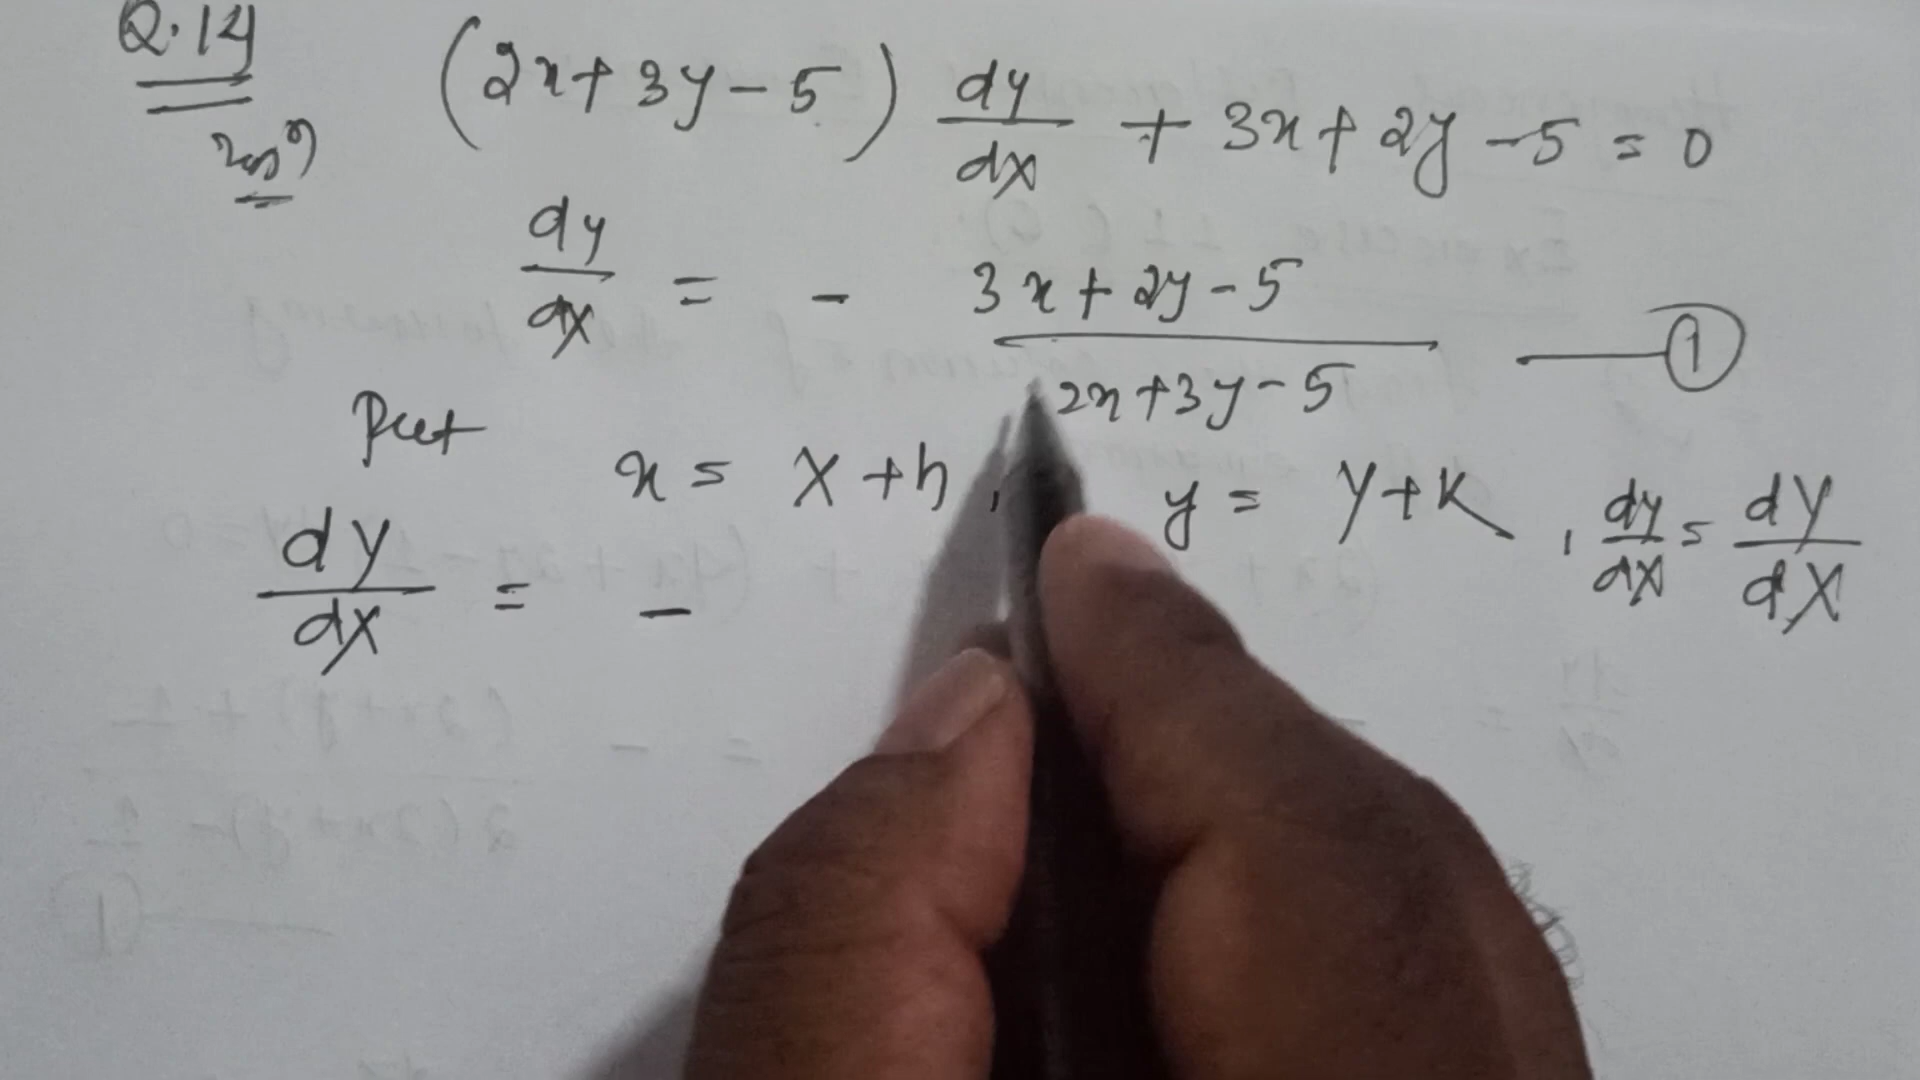 Q.14 (2x+3y-5) dy/dx + 3x+2y-5=0
Solⁿ
dy/dx = - 3x+2y-5 / 2x+3y-5 —— ①
Put x = X+h, y = Y+K, dy/dx = dY/dX
dY/dX = -